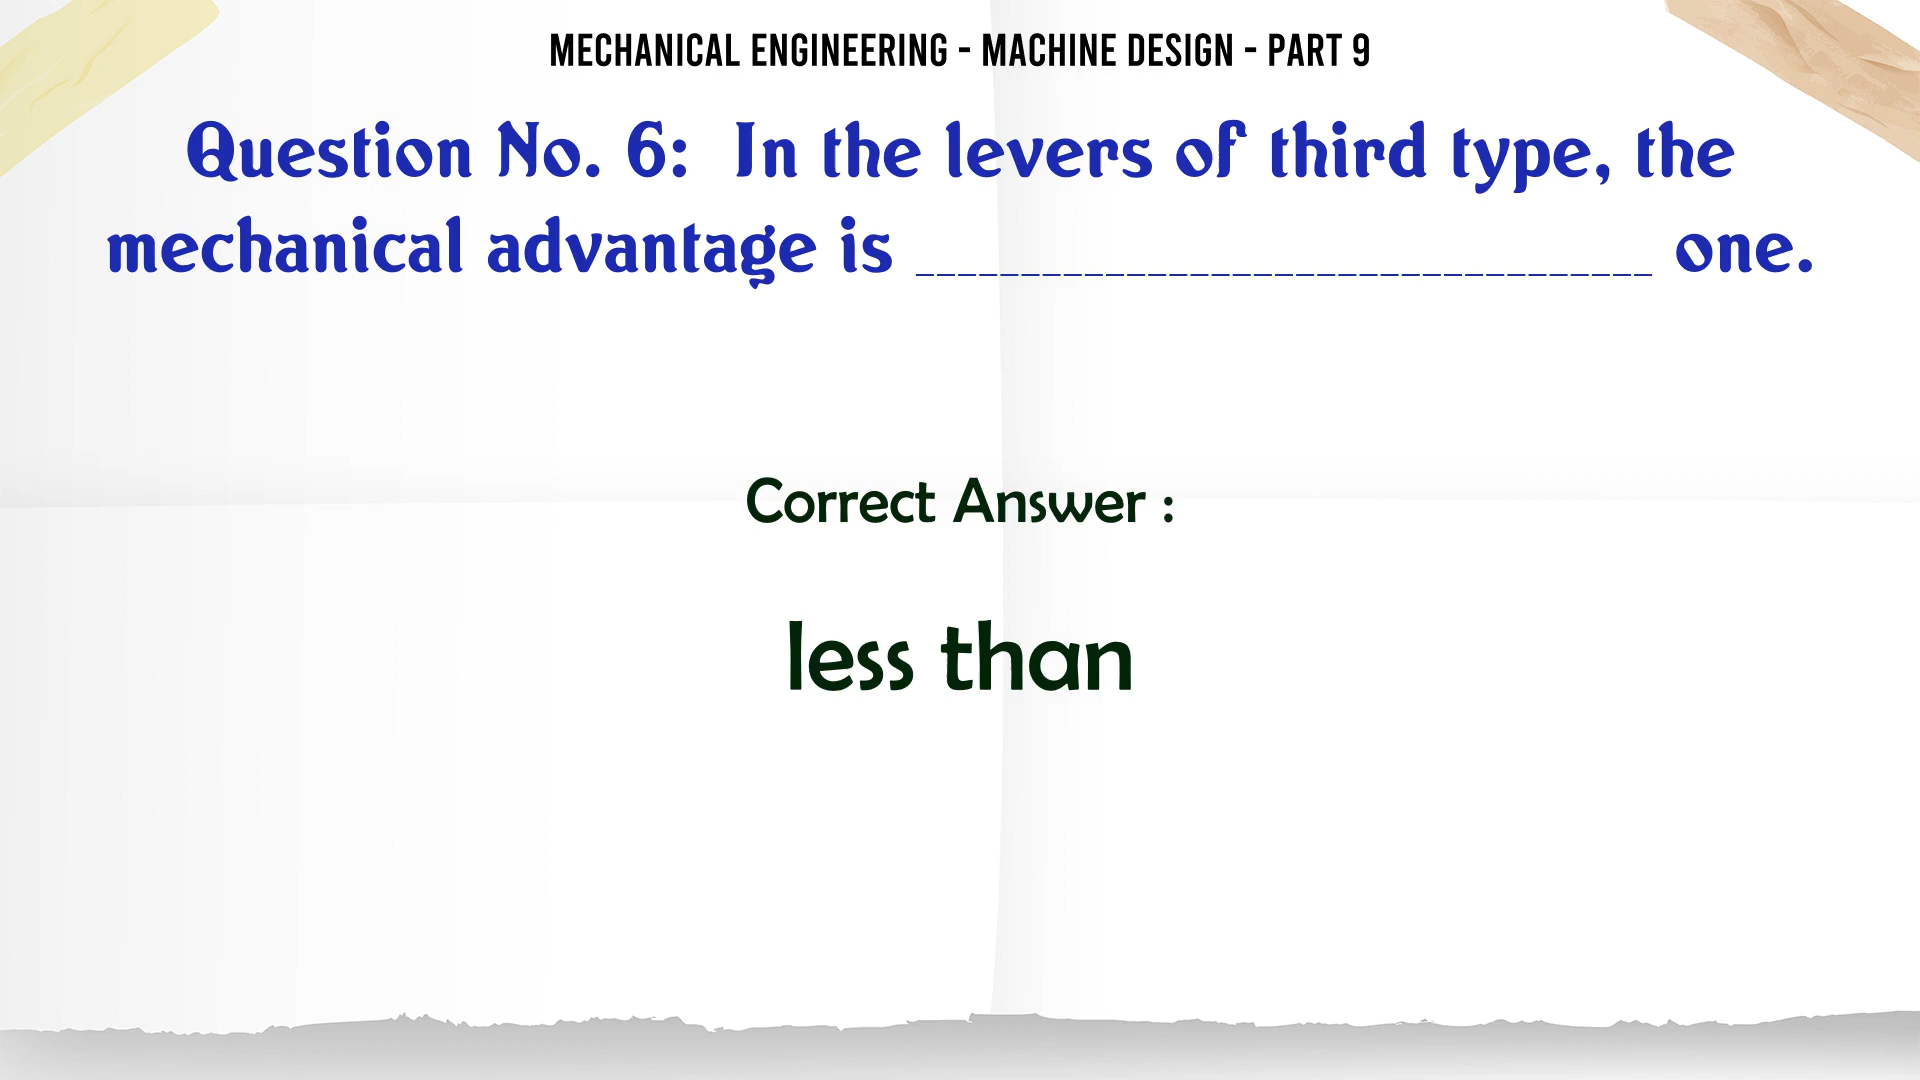 MECHANICAL ENGINEERING - MACHINE DESIGN - PART 9
Question No. 6:  In the levers of third type, the
mechanical advantage is __________________________________ one.
Correct Answer :
less than